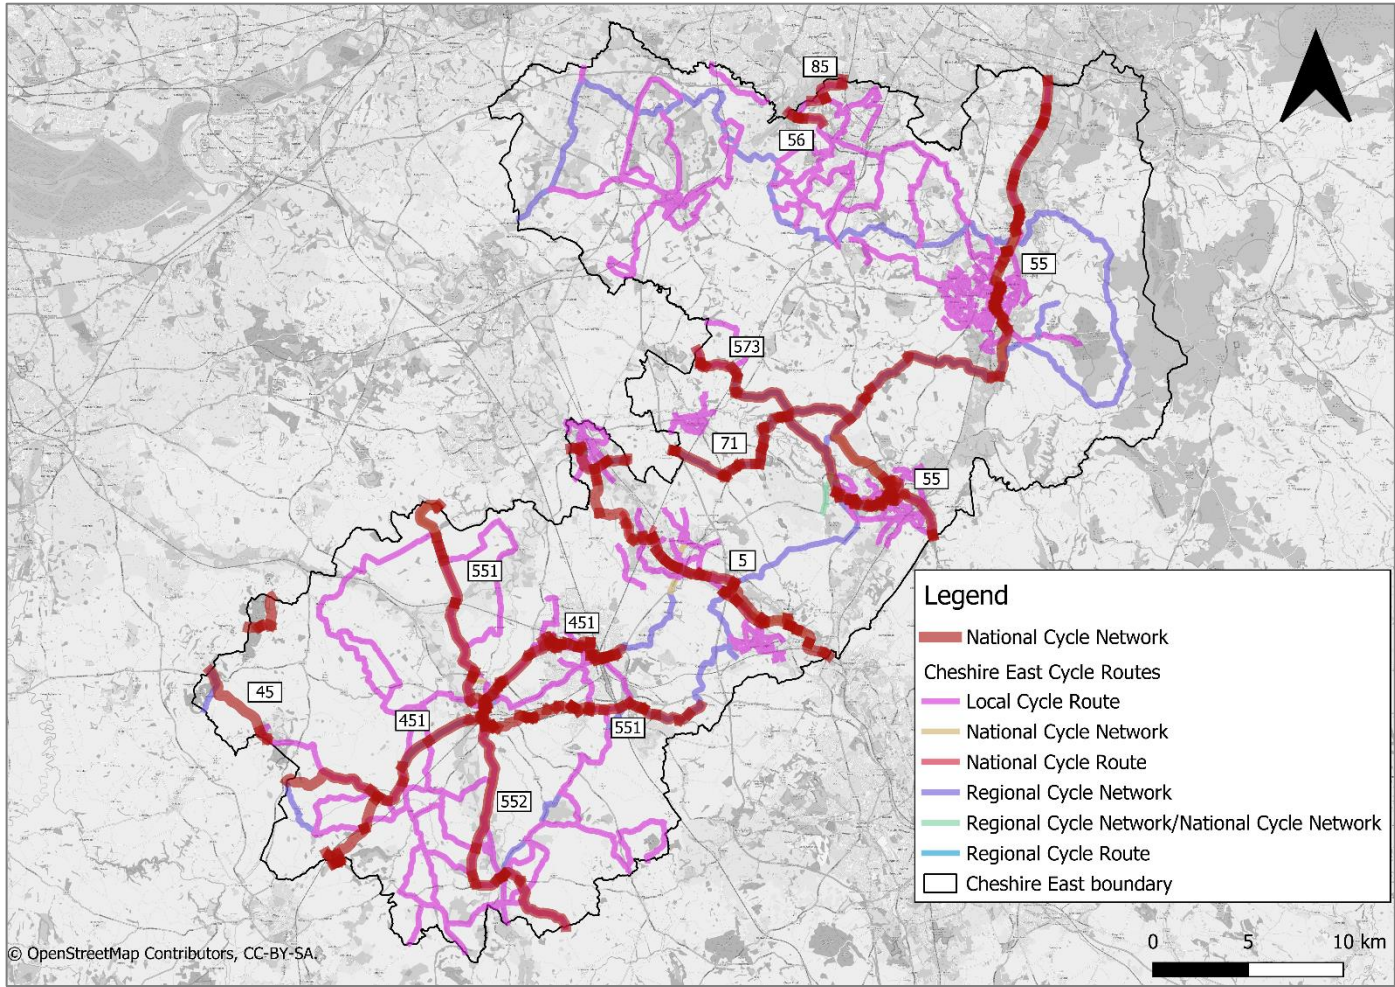 85
56
55
573
71
55
5
551
451
45
451
551
552
Legend
National Cycle Network
Cheshire East Cycle Routes
Local Cycle Route
National Cycle Network
National Cycle Route
Regional Cycle Network
Regional Cycle Network/National Cycle Network
Regional Cycle Route
Cheshire East boundary
0 5 10 km
© OpenStreetMap Contributors, CC-BY-SA.